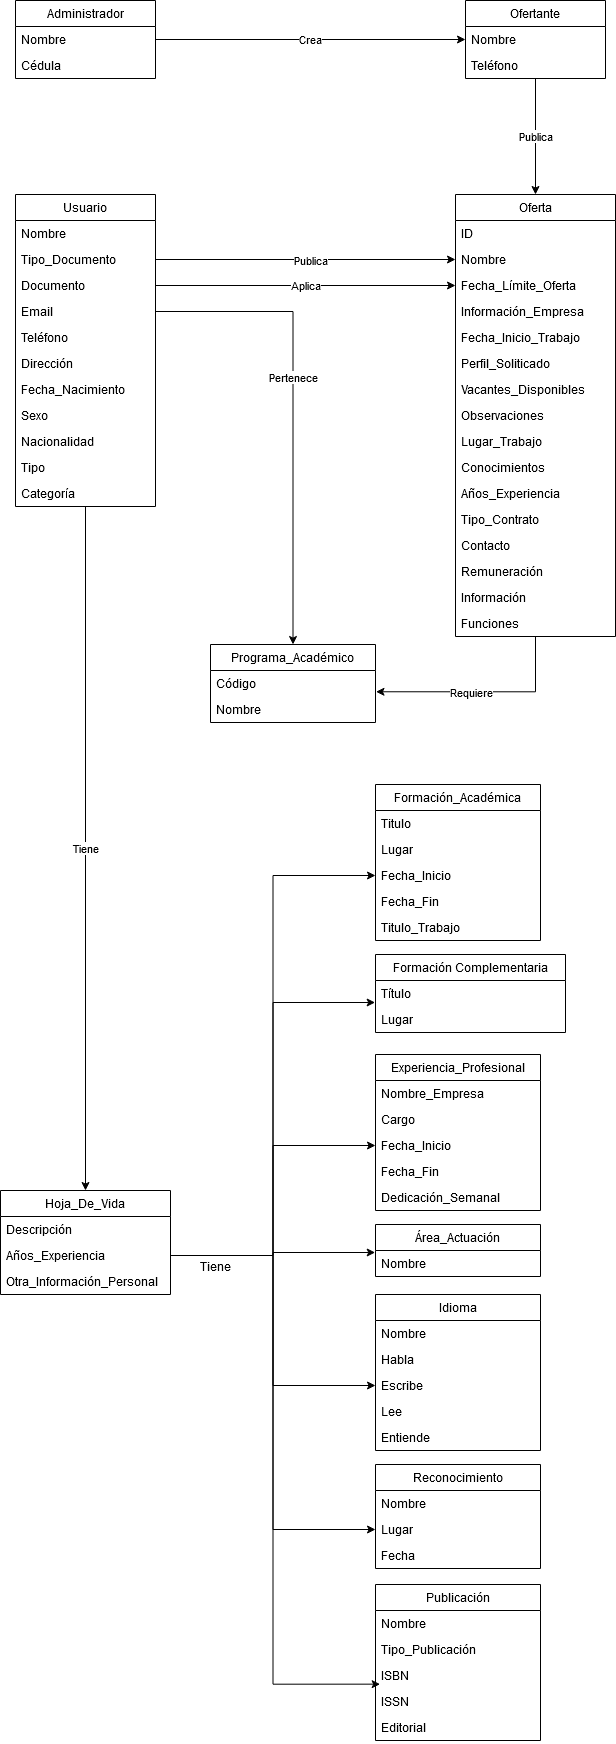 Administrador
Nombre
Cédula
Crea
Ofertante
Nombre
Teléfono
Publica
Usuario
Nombre
Tipo_Documento
Documento
Email
Teléfono
Dirección
Fecha_Nacimiento
Sexo
Nacionalidad
Tipo
Categoría
Publica
Aplica
Pertenece
Oferta
ID
Nombre
Fecha_Límite_Oferta
Información_Empresa
Fecha_Inicio_Trabajo
Perfil_Soliticado
Vacantes_Disponibles
Observaciones
Lugar_Trabajo
Conocimientos
Años_Experiencia
Tipo_Contrato
Contacto
Remuneración
Información
Funciones
Programa_Académico
Código
Nombre
Requiere
Tiene
Hoja_De_Vida
Descripción
Años_Experiencia
Otra_Información_Personal
Tiene
Formación_Académica
Titulo
Lugar
Fecha_Inicio
Fecha_Fin
Titulo_Trabajo
Formación Complementaria
Título
Lugar
Experiencia_Profesional
Nombre_Empresa
Cargo
Fecha_Inicio
Fecha_Fin
Dedicación_Semanal
Área_Actuación
Nombre
Idioma
Nombre
Habla
Escribe
Lee
Entiende
Reconocimiento
Nombre
Lugar
Fecha
Publicación
Nombre
Tipo_Publicación
ISBN
ISSN
Editorial